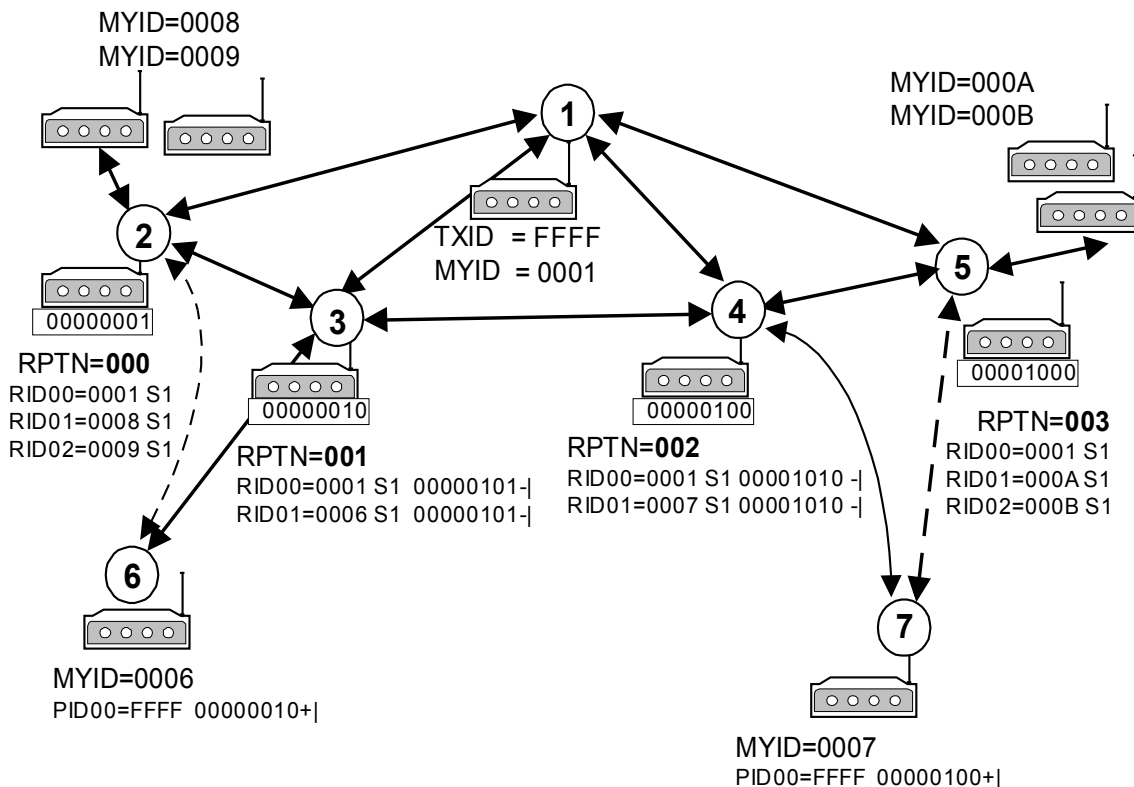 MYID=0008
MYID=0009
1
MYID=000A
MYID=000B
2
TXID = FFFF
MYID = 0001
5
3
4
00000001
RPTN=000
RID00=0001 S1
RID01=0008 S1
RID02=0009 S1
00000010
RPTN=001
RID00=0001 S1 00000101-|
RID01=0006 S1 00000101-|
00000100
RPTN=002
RID00=0001 S1 00001010 -|
RID01=0007 S1 00001010 -|
00001000
RPTN=003
RID00=0001 S1
RID01=000A S1
RID02=000B S1
6
MYID=0006
PID00=FFFF 00000010+|
7
MYID=0007
PID00=FFFF 00000100+|